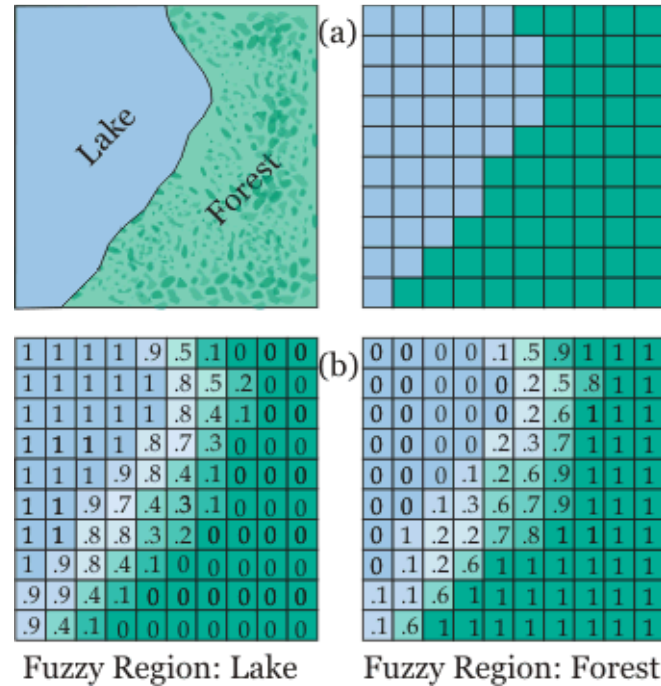 (a)
Lake
Forest
(b)
1 1 1 1 .9 .5 .1 0 0 0
1 1 1 1 1 .8 .5 .2 0 0
1 1 1 1 1 .8 .4 .1 0 0
1 1 1 1 .8 .7 .3 0 0 0
1 1 1 .9 .8 .4 .1 0 0 0
1 1 .9 .7 .4 .3 .1 0 0 0
1 1 .8 .8 .3 .2 0 0 0 0
1 .9 .8 .4 .1 0 0 0 0 0
.9 .9 .4 .1 0 0 0 0 0 0
.9 .4 .1 0 0 0 0 0 0 0
Fuzzy Region: Lake
0 0 0 0 .1 .5 .9 1 1 1
0 0 0 0 0 .2 .5 .8 1 1
0 0 0 0 0 .2 .6 1 1 1
0 0 0 0 .2 .3 .7 1 1 1
0 0 0 .1 .2 .6 .9 1 1 1
0 0 .1 .3 .6 .7 .9 1 1 1
0 1 .2 .2 .7 .8 1 1 1 1
0 .1 .2 .6 1 1 1 1 1 1
.1 .1 .6 1 1 1 1 1 1 1
.1 .6 1 1 1 1 1 1 1 1
Fuzzy Region: Forest